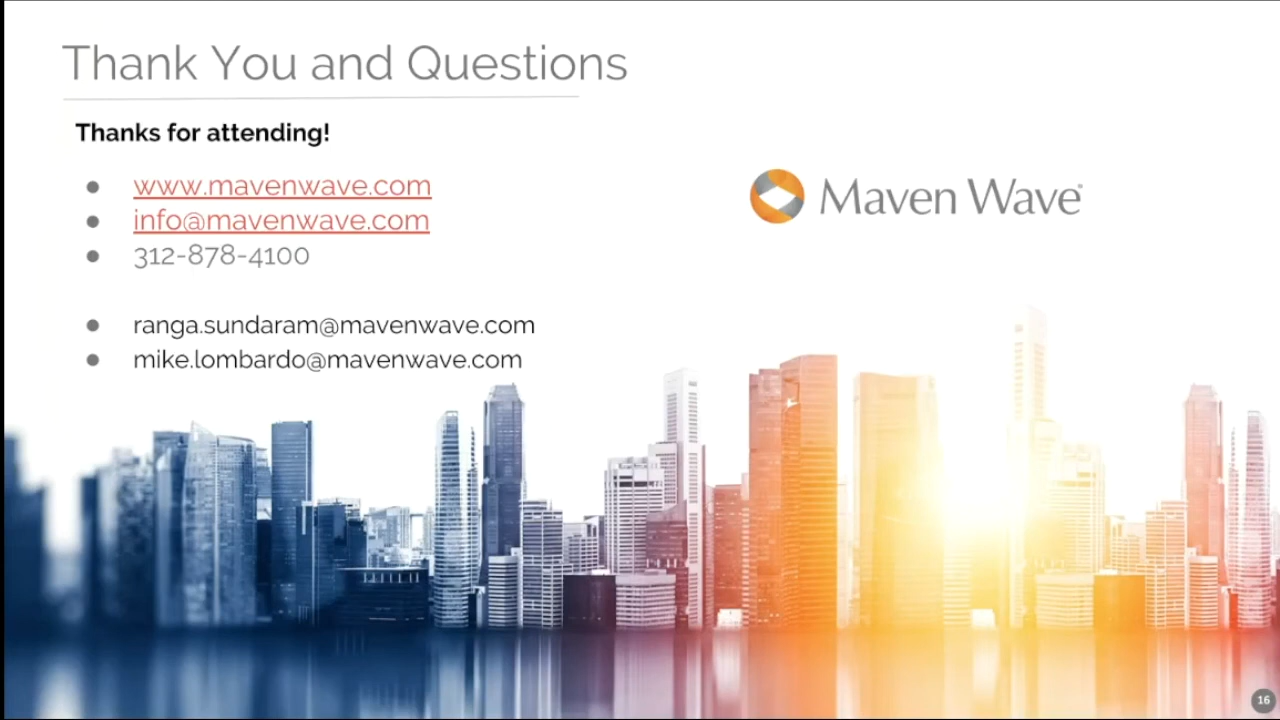 Thank You and Questions
Thanks for attending!
www.mavenwave.com
info@mavenwave.com
312-878-4100
ranga.sundaram@mavenwave.com
mike.lombardo@mavenwave.com
Maven Wave
16